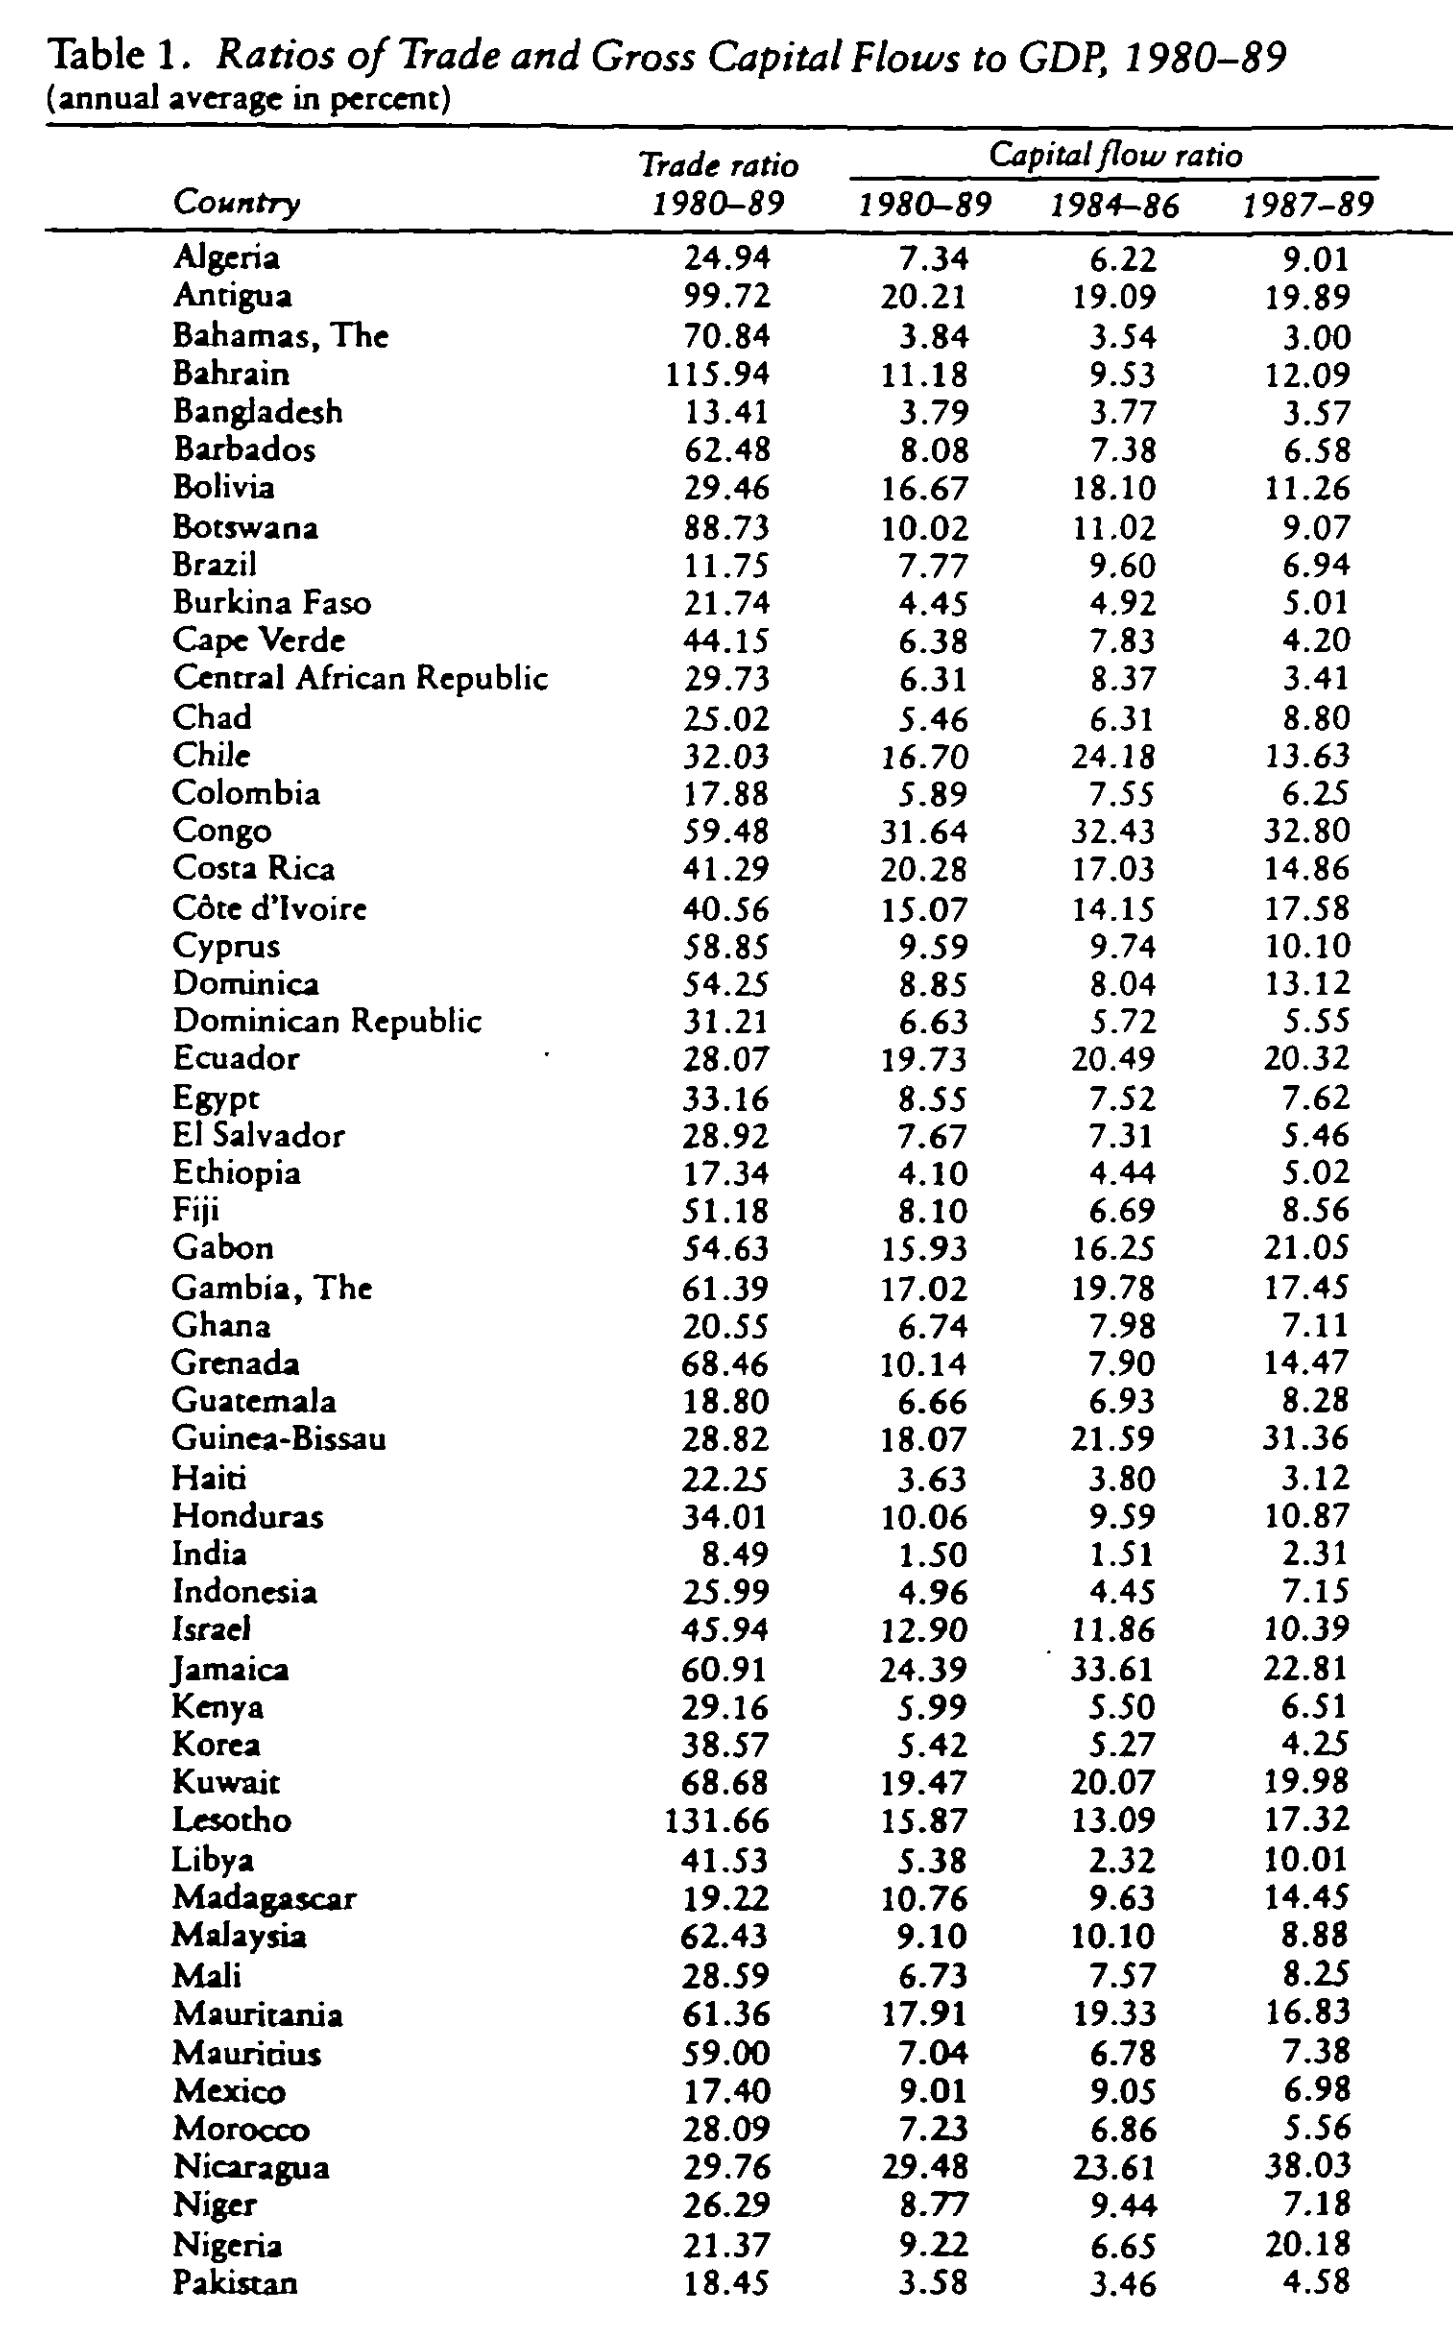 Table 1. Ratios of Trade and Gross Capital Flows to GDP, 1980–89
(annual average in percent)
Trade ratio Capital flow ratio
Country 1980–89 1980–89 1984–86 1987–89
Algeria 24.94 7.34 6.22 9.01
Antigua 99.72 20.21 19.09 19.89
Bahamas, The 70.84 3.84 3.54 3.00
Bahrain 115.94 11.18 9.53 12.09
Bangladesh 13.41 3.79 3.77 3.57
Barbados 62.48 8.08 7.38 6.58
Bolivia 29.46 16.67 18.10 11.26
Botswana 88.73 10.02 11.02 9.07
Brazil 11.75 7.77 9.60 6.94
Burkina Faso 21.74 4.45 4.92 5.01
Cape Verde 44.15 6.38 7.83 4.20
Central African Republic 29.73 6.31 8.37 3.41
Chad 25.02 5.46 6.31 8.80
Chile 32.03 16.70 24.18 13.63
Colombia 17.88 5.89 7.55 6.25
Congo 59.48 31.64 32.43 32.80
Costa Rica 41.29 20.28 17.03 14.86
Côte d'Ivoire 40.56 15.07 14.15 17.58
Cyprus 58.85 9.59 9.74 10.10
Dominica 54.25 8.85 8.04 13.12
Dominican Republic 31.21 6.63 5.72 5.55
Ecuador 28.07 19.73 20.49 20.32
Egypt 33.16 8.55 7.52 7.62
El Salvador 28.92 7.67 7.31 5.46
Ethiopia 17.34 4.10 4.44 5.02
Fiji 51.18 8.10 6.69 8.56
Gabon 54.63 15.93 16.25 21.05
Gambia, The 61.39 17.02 19.78 17.45
Ghana 20.55 6.74 7.98 7.11
Grenada 68.46 10.14 7.90 14.47
Guatemala 18.80 6.66 6.93 8.28
Guinea-Bissau 28.82 18.07 21.59 31.36
Haiti 22.25 3.63 3.80 3.12
Honduras 34.01 10.06 9.59 10.87
India 8.49 1.50 1.51 2.31
Indonesia 25.99 4.96 4.45 7.15
Israel 45.94 12.90 11.86 10.39
Jamaica 60.91 24.39 33.61 22.81
Kenya 29.16 5.99 5.50 6.51
Korea 38.57 5.42 5.27 4.25
Kuwait 68.68 19.47 20.07 19.98
Lesotho 131.66 15.87 13.09 17.32
Libya 41.53 5.38 2.32 10.01
Madagascar 19.22 10.76 9.63 14.45
Malaysia 62.43 9.10 10.10 8.88
Mali 28.59 6.73 7.57 8.25
Mauritania 61.36 17.91 19.33 16.83
Mauritius 59.00 7.04 6.78 7.38
Mexico 17.40 9.01 9.05 6.98
Morocco 28.09 7.23 6.86 5.56
Nicaragua 29.76 29.48 23.61 38.03
Niger 26.29 8.77 9.44 7.18
Nigeria 21.37 9.22 6.65 20.18
Pakistan 18.45 3.58 3.46 4.58